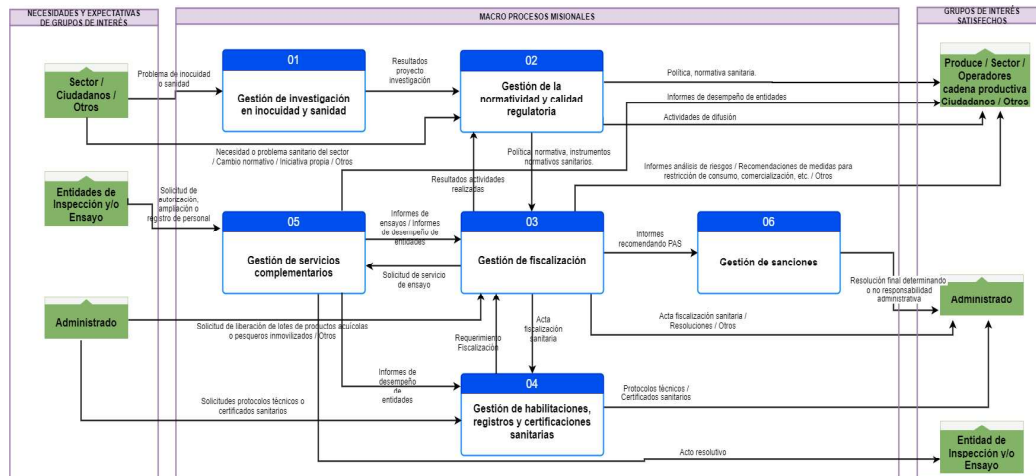 NECESIDADES Y EXPECTATIVAS
DE GRUPOS DE INTERÉS
MACRO PROCESOS MISIONALES
GRUPOS DE INTERÉS
SATISFECHOS
Sector /
Ciudadanos /
Otros
Problema de inocuidad
o sanidad
01
Gestión de investigación
en inocuidad y sanidad
Resultados
proyecto
investigación
02
Gestión de la
normatividad y calidad
regulatoria
Política, normativa sanitaria.
Informes de desempeño de entidades
Actividades de difusión
Produce / Sector /
Operadores
cadena productiva
Ciudadanos / Otros
Necesidad o problema sanitario del sector
/ Cambio normativo / Iniciativa propia / Otros
Política, normativa, instrumentos
normativos sanitarios.
Resultados actividades
realizadas
Informes análisis de riesgos / Recomendaciones de medidas para
restricción de consumo, comercialización, etc. / Otros
Entidades de
Inspección y/o
Ensayo
Solicitud de
autorización,
ampliación o
registro de personal
05
Gestión de servicios
complementarios
Informes de
ensayos / Informes
de desempeño de
entidades
Solicitud de servicio
de ensayo
03
Gestión de fiscalización
Informes
recomendando PAS
06
Gestión de sanciones
Resolución final determinando
o no responsabilidad
administrativa
Administrado
Administrado
Solicitud de liberación de lotes de productos acuícolas
o pesqueros inmovilizados / Otros
Requerimiento
Fiscalización
Acta
fiscalización
sanitaria
Acta fiscalización sanitaria /
Resoluciones / Otros
Informes de
desempeño
de
entidades
Solicitudes protocolos técnicos o
certificados sanitarios
04
Gestión de habilitaciones,
registros y certificaciones
sanitarias
Protocolos técnicos /
Certificados sanitarios
Acto resolutivo
Entidad de
Inspección y/o
Ensayo